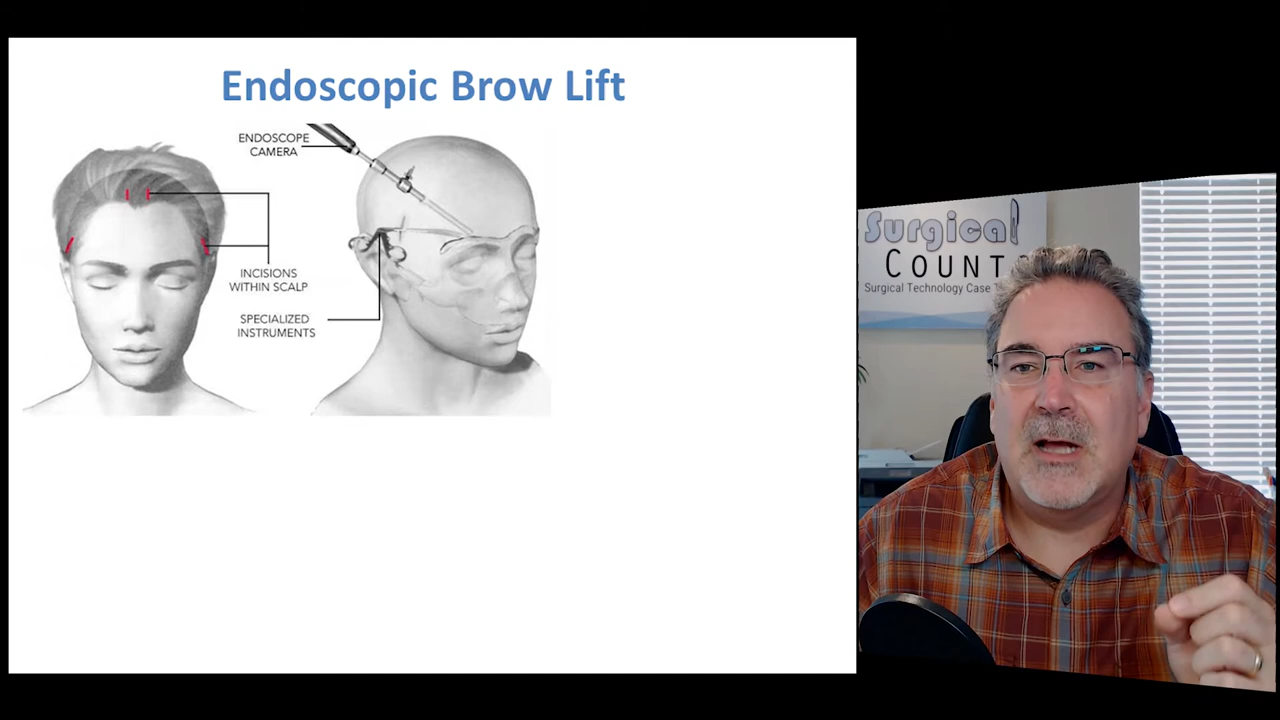 Endoscopic Brow Lift
ENDOSCOPE
CAMERA
INCISIONS
WITHIN SCALP
SPECIALIZED
INSTRUMENTS
Surgical
COUNT
Surgical Technology Case